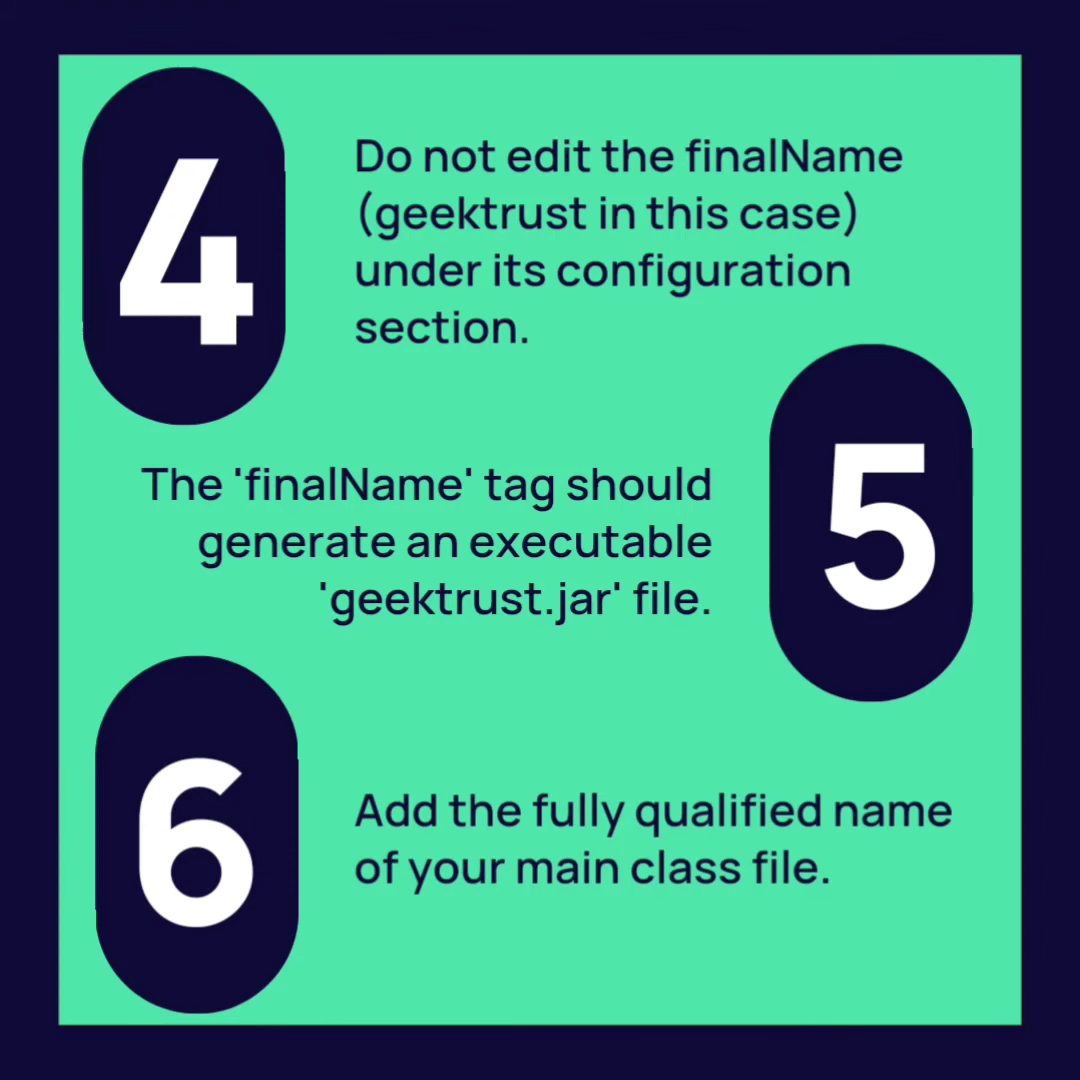 4
Do not edit the finalName
(geektrust in this case)
under its configuration
section.
The 'finalName' tag should
generate an executable
'geektrust.jar' file.
5
6
Add the fully qualified name
of your main class file.